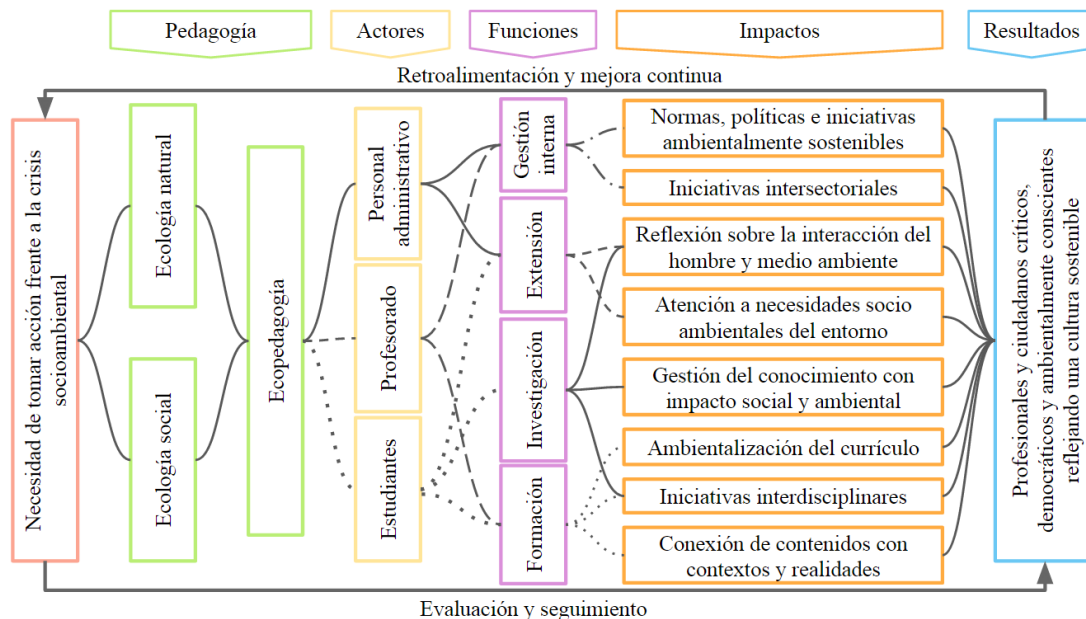 Pedagogía
Actores
Funciones
Impactos
Resultados
Retroalimentación y mejora continua
Necesidad de tomar acción frente a la crisis
socioambiental
Ecología natural
Ecología social
Ecopedagogía
Personal
administrativo
Profesorado
Estudiantes
Gestión
interna
Extensión
Investigación
Formación
Normas, políticas e iniciativas
ambientalmente sostenibles
Iniciativas intersectoriales
Reflexión sobre la interacción del
hombre y medio ambiente
Atención a necesidades socio
ambientales del entorno
Gestión del conocimiento con
impacto social y ambiental
Ambientalización del currículo
Iniciativas interdisciplinares
Conexión de contenidos con
contextos y realidades
Profesionales y ciudadanos críticos,
democráticos y ambientalmente conscientes
reflejando una cultura sostenible
Evaluación y seguimiento